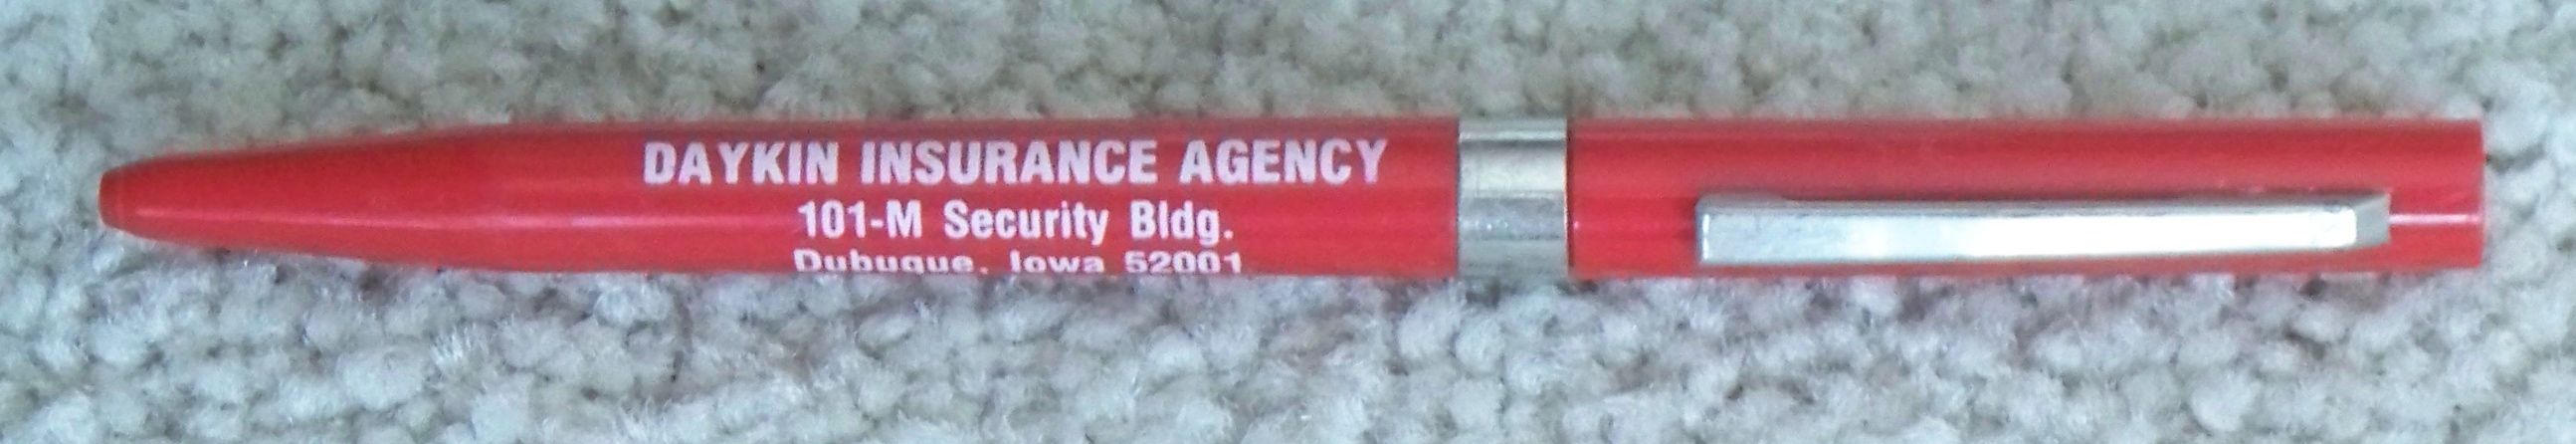 DAYKIN INSURANCE AGENCY
101-M Security Bldg.
Dubuque, Iowa 52001